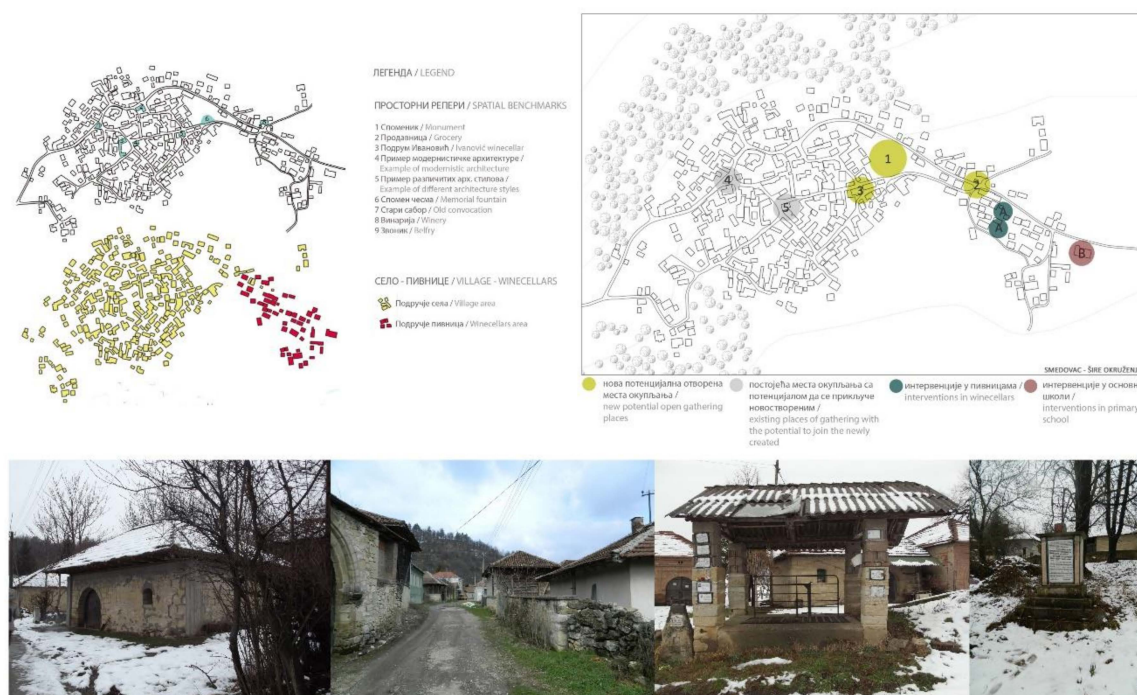 ЛЕГЕНДА / LEGEND
ПРОСТОРНИ РЕПЕРИ / SPATIAL BENCHMARKS
1 Споменик / Monument
2 Продавница / Grocery
3 Подрум Ивановић / Ivanović winecellar
4 Пример модернистичке архитектуре /
Example of modernistic architecture
5 Пример различитих арх. стилова /
Example of different architecture styles
6 Спомен чесма / Memorial fountain
7 Стари сабор / Old convocation
8 Винарија / Winery
9 Звоник / Belfry
СЕЛО - ПИВНИЦЕ / VILLAGE - WINECELLARS
Подручје села / Village area
Подручје пивница / Winecellars area
1
2
3
4
5
A
A
B
SMEDOVAC - ŠIRE OKRUŽENJ
нова потенцијална отворена
места окупљања /
new potential open gathering
places
постојећа места окупљања са
потенцијалом да се прикључе
новоствореним /
existing places of gathering with
the potential to join the newly
created
интервенције у пивницама /
interventions in winecellars
интервенције у основн
школи /
interventions in primary
school